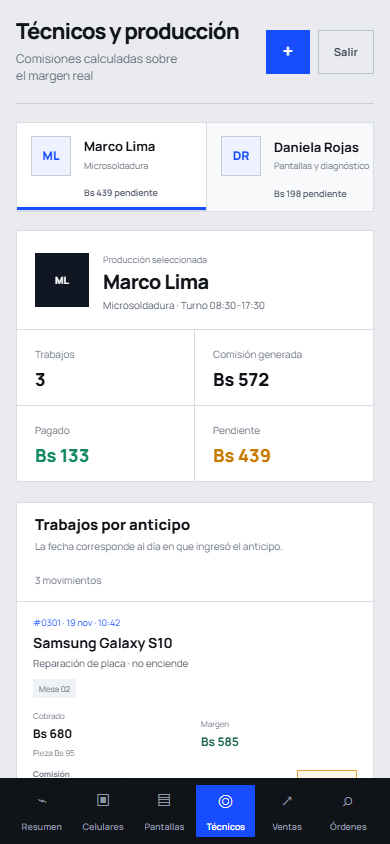 Técnicos y producción
Comisiones calculadas sobre
el margen real
+
Salir
ML
Marco Lima
Microsoldadura
Bs 439 pendiente
DR
Daniela Rojas
Pantallas y diagnóstico
Bs 198 pendiente
ML
Producción seleccionada
Marco Lima
Microsoldadura · Turno 08:30–17:30
Trabajos
3
Comisión generada
Bs 572
Pagado
Bs 133
Pendiente
Bs 439
Trabajos por anticipo
La fecha corresponde al día en que ingresó el anticipo.
3 movimientos
#0301 · 19 nov · 10:42
Samsung Galaxy S10
Reparación de placa · no enciende
Mesa 02
Cobrado
Bs 680
Pieza Bs 95
Margen
Bs 585
Comisión
Resumen
Celulares
Pantallas
Técnicos
Ventas
Órdenes